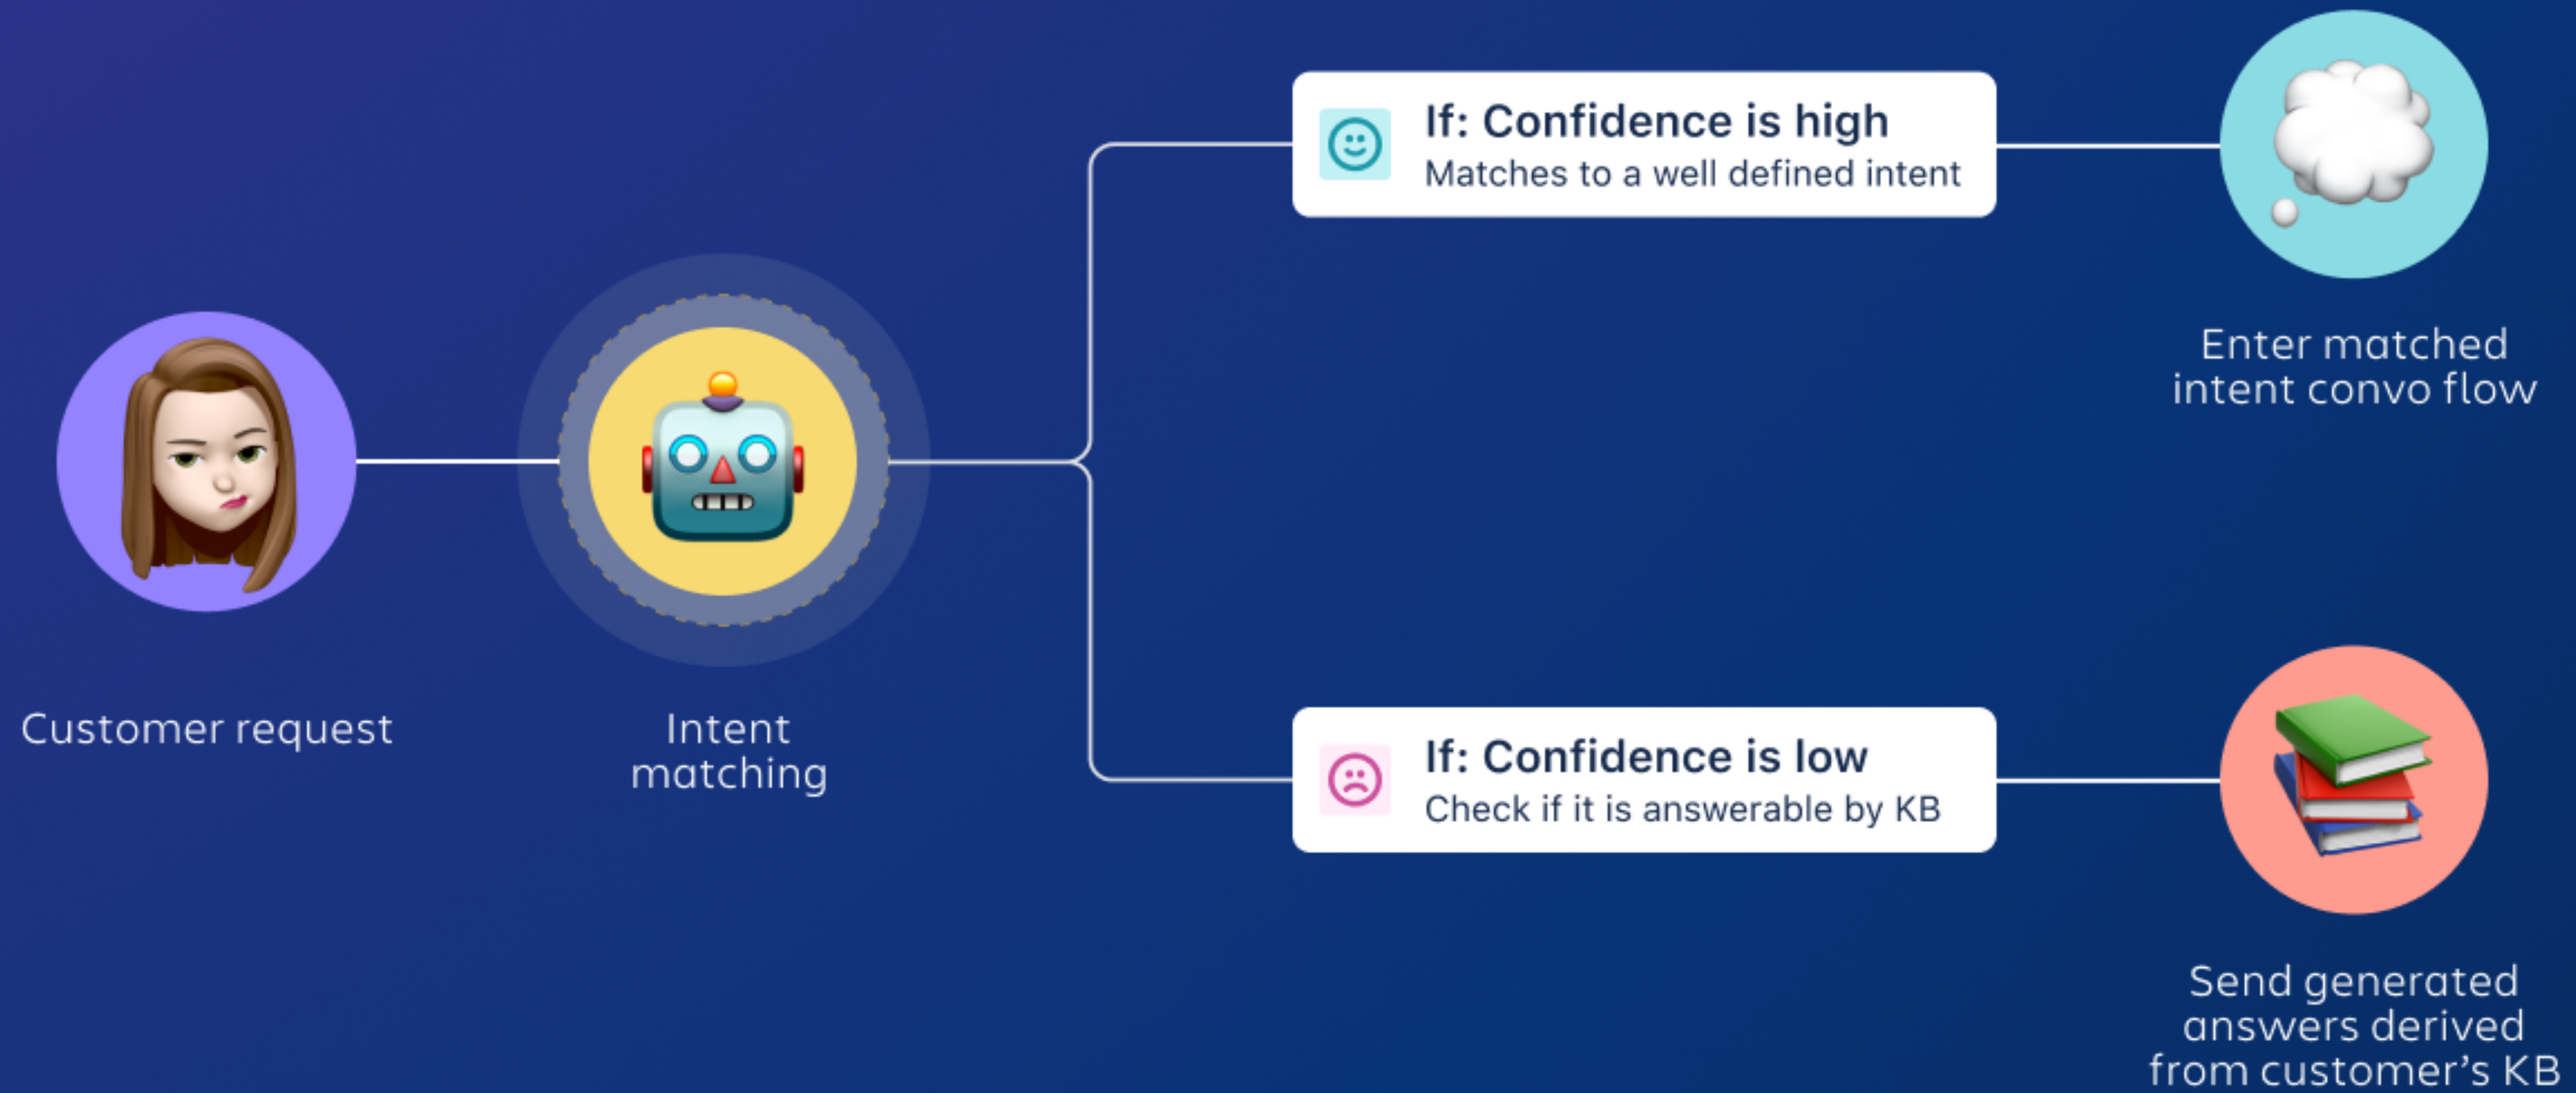 Customer request
Intent
matching
If: Confidence is high
Matches to a well defined intent
Enter matched
intent convo flow
If: Confidence is low
Check if it is answerable by KB
Send generated
answers derived
from customer’s KB